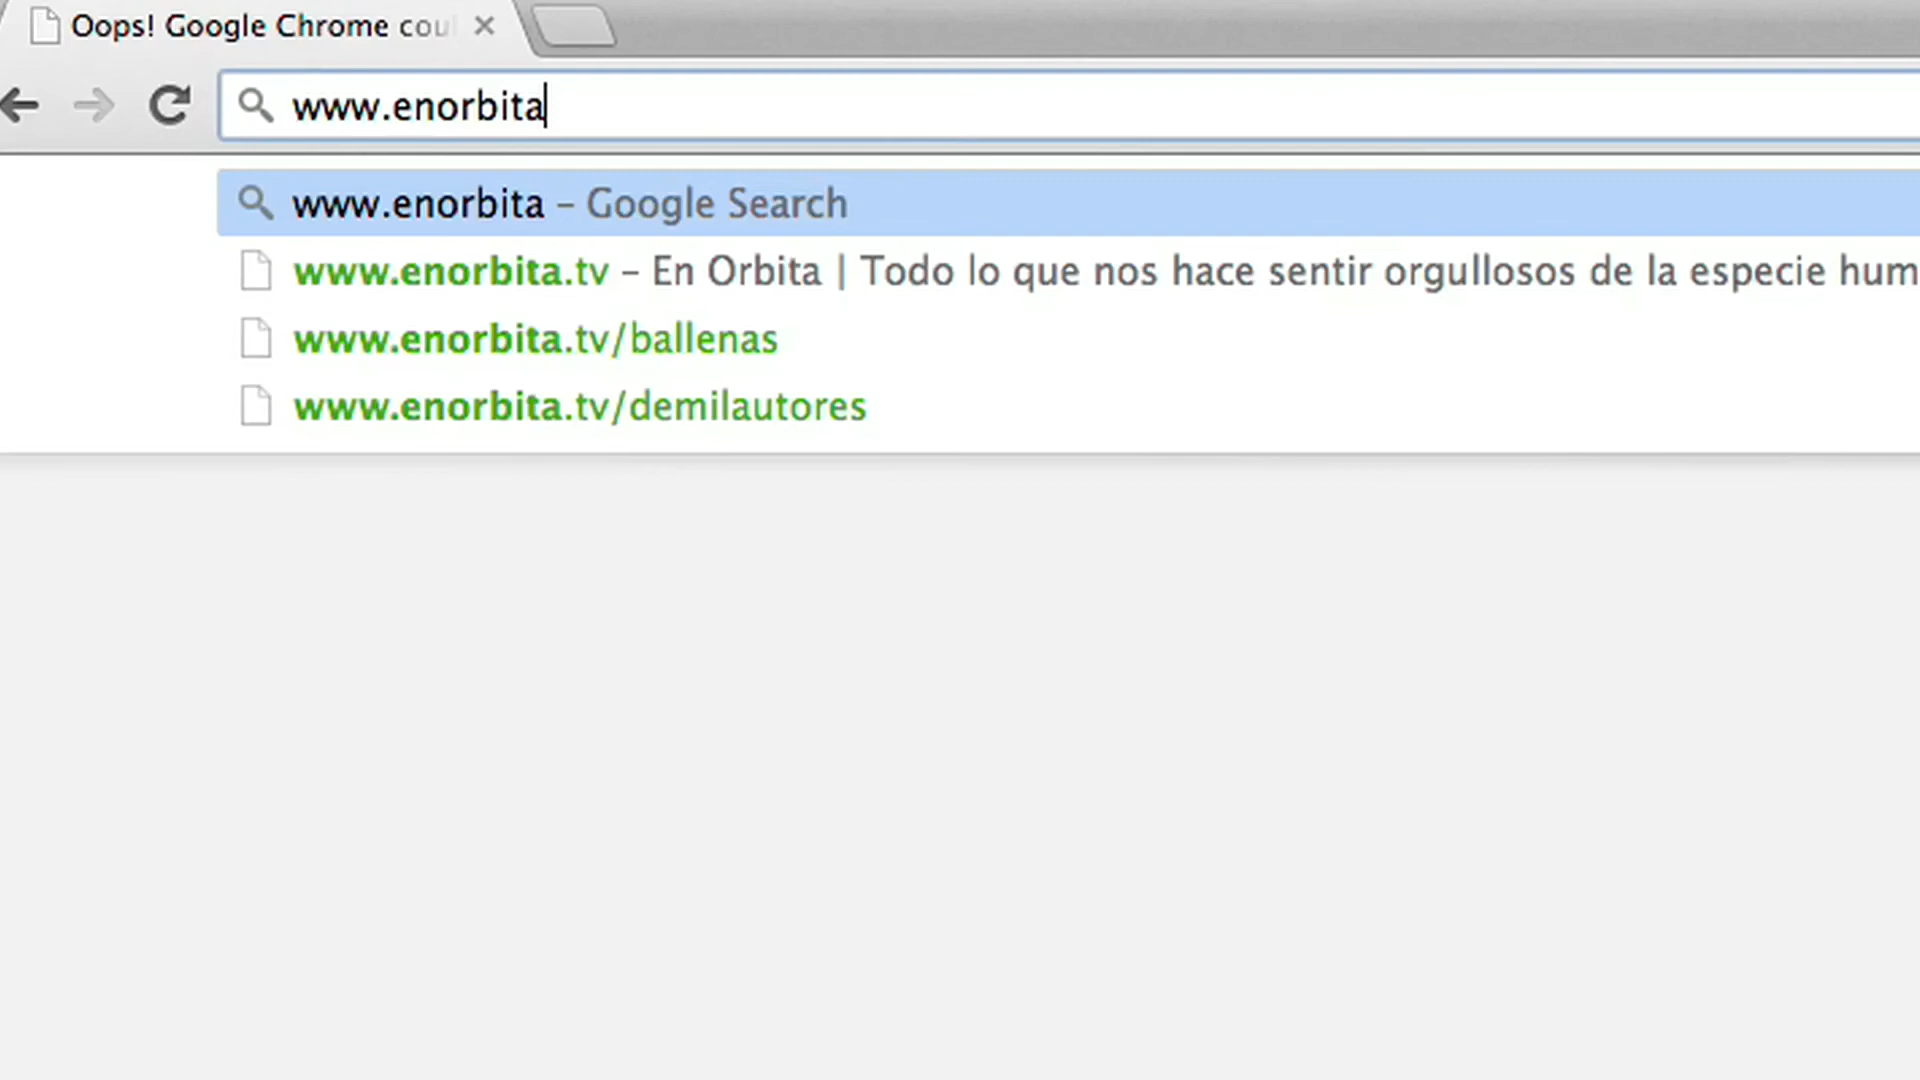 Oops! Google Chrome coul
www.enorbita
www.enorbita – Google Search
www.enorbita.tv – En Orbita | Todo lo que nos hace sentir orgullosos de la especie hum
www.enorbita.tv/ballenas
www.enorbita.tv/demilautores